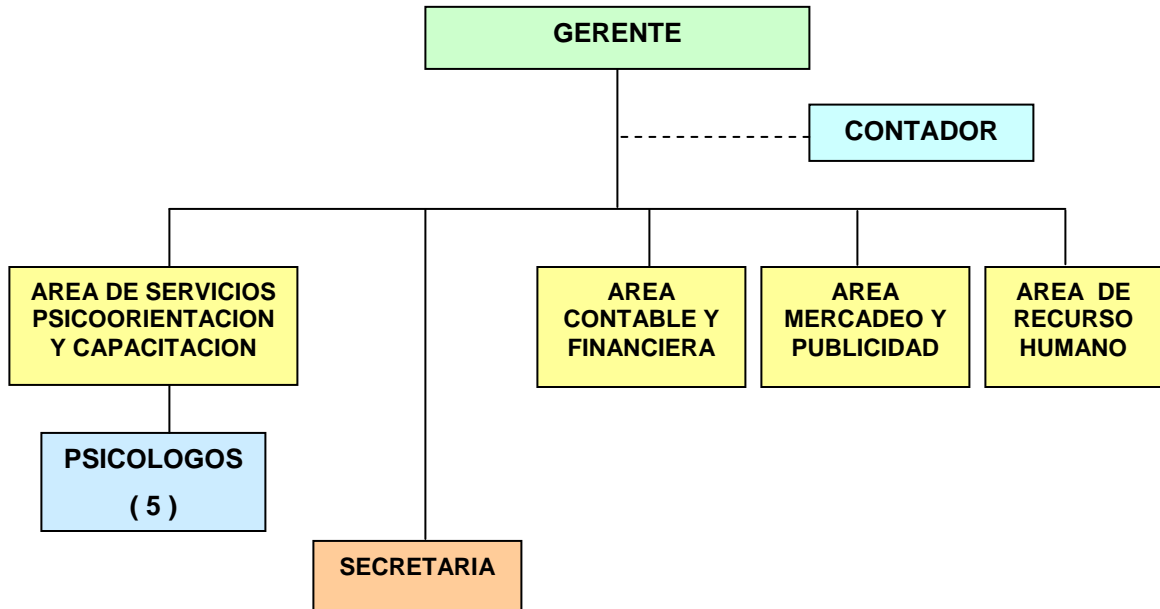 GERENTE
CONTADOR
AREA DE SERVICIOS
PSICOORIENTACION
Y CAPACITACION
AREA
CONTABLE Y
FINANCIERA
AREA
MERCADEO Y
PUBLICIDAD
AREA DE
RECURSO
HUMANO
PSICOLOGOS
( 5 )
SECRETARIA